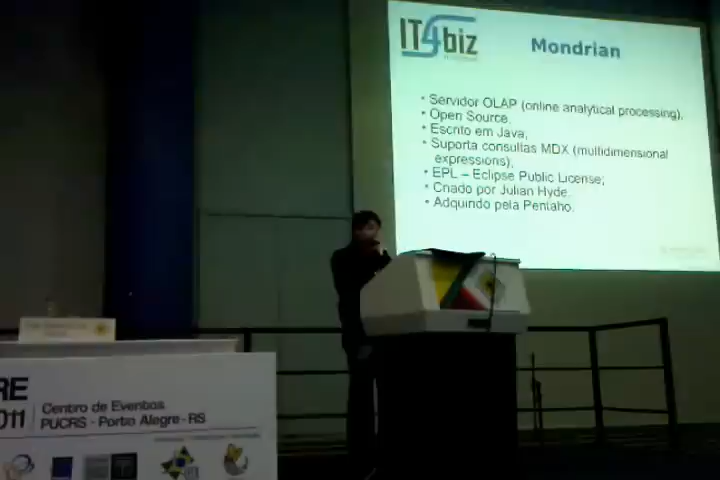 IT4biz
Mondrian
• Servidor OLAP (online analytical processing);
• Open Source;
• Escrito em Java;
• Suporta consultas MDX (multidimensional
expressions);
• EPL – Eclipse Public License;
• Criado por Julian Hyde.
• Adquirido pela Pentaho.
RE
011
Centro de Eventos
PUCRS - Porto Alegre - RS